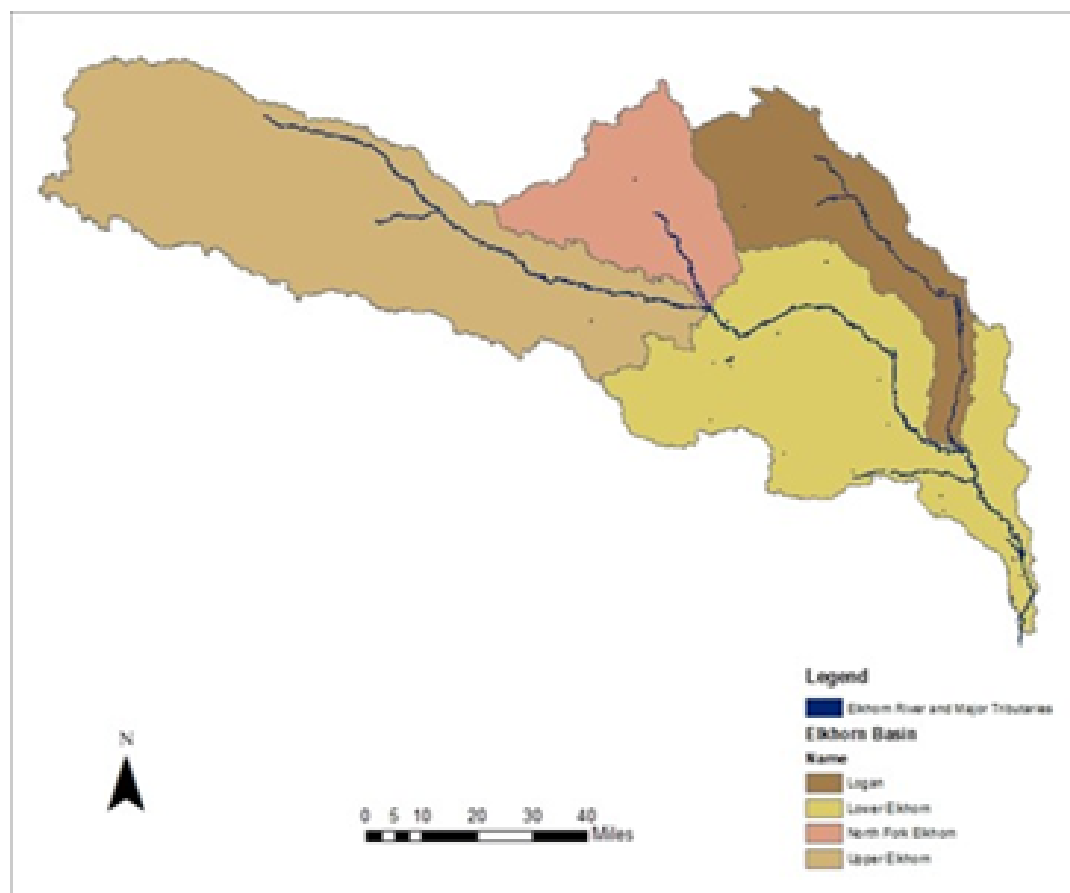 Legend
Elkhorn River and Major Tributaries
Elkhorn Basin
Name
Logan
Lower Elkhorn
North Fork Elkhorn
Upper Elkhorn
N
0 5 10 20 30 40
Miles